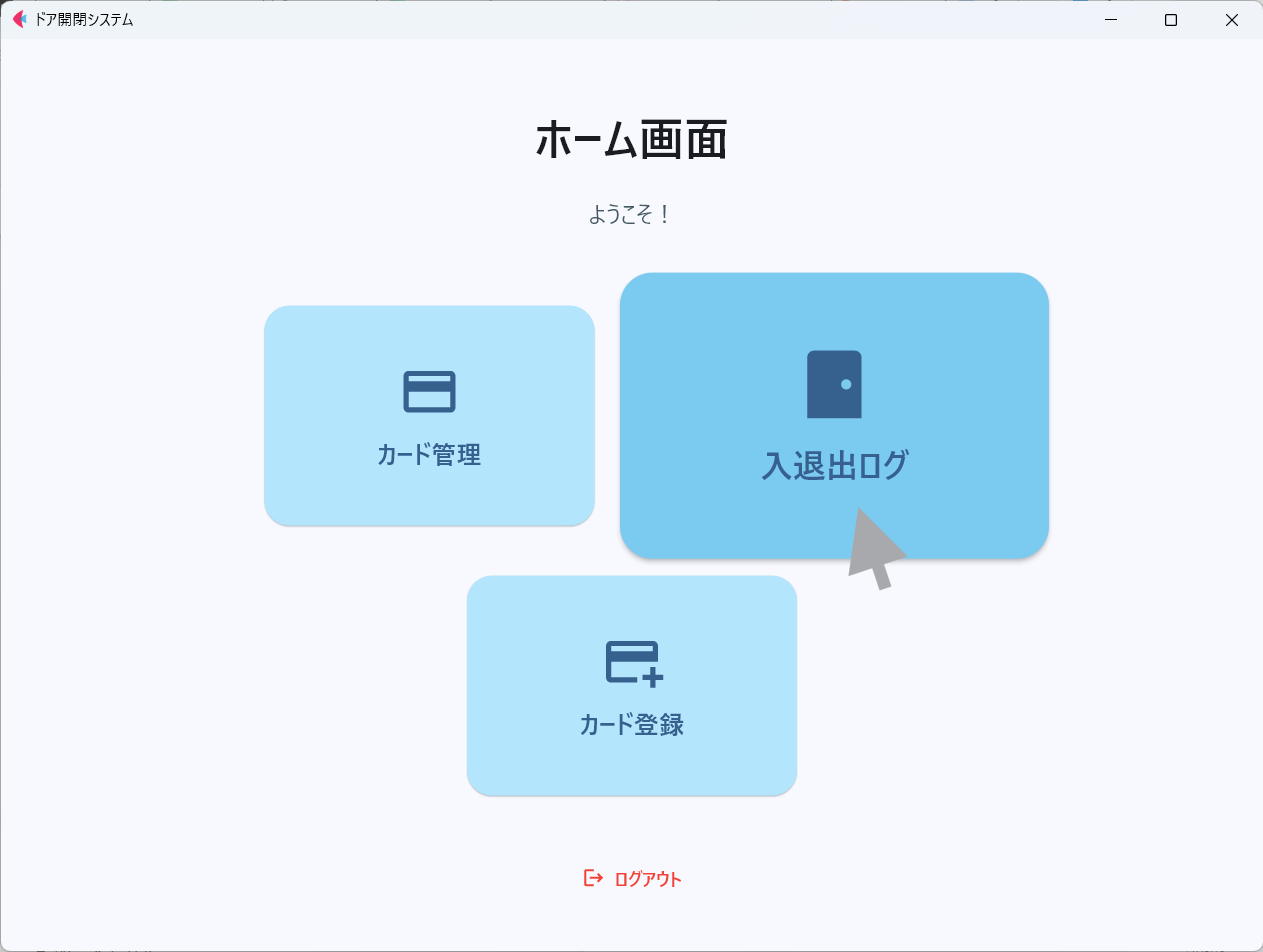 ドア開閉システム
ホーム画面
ようこそ！
カード管理
入退出ログ
カード登録
ログアウト